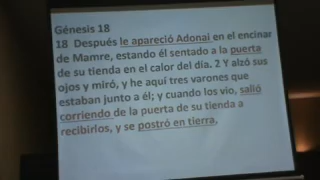 Génesis 18
18 Después le apareció Adonai en el encinar
de Mamre, estando él sentado a la puerta
de su tienda en el calor del día. 2 Y alzó sus
ojos y miró, y he aquí tres varones que
estaban junto a él; y cuando los vio, salió
corriendo de la puerta de su tienda a
recibirlos, y se postró en tierra,